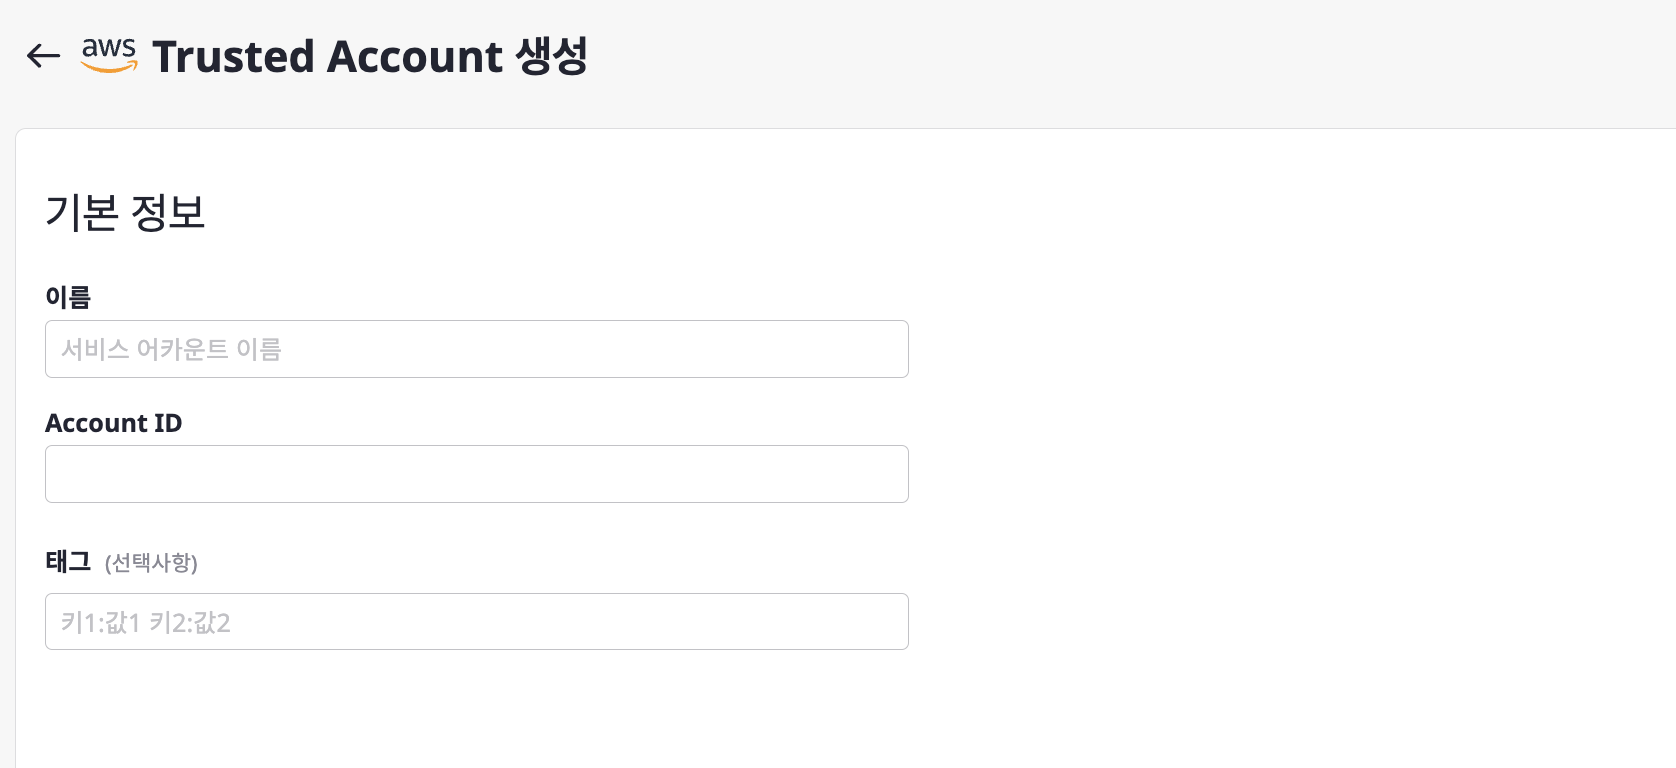 aws Trusted Account 생성
기본 정보
이름
서비스 어카운트 이름
Account ID
태그 (선택사항)
키1:값1 키2:값2